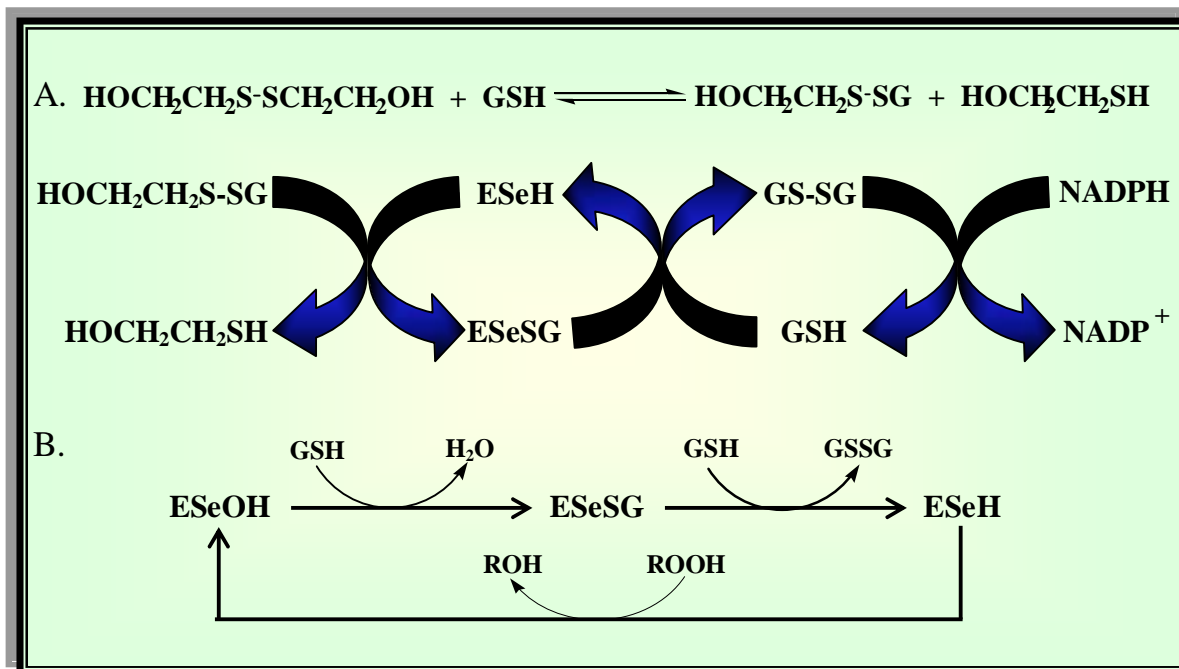 A. HOCH₂CH₂S-SCH₂CH₂OH + GSH ⇌ HOCH₂CH₂S-SG + HOCH₂CH₂SH
HOCH₂CH₂S-SG ESeH GS-SG NADPH
HOCH₂CH₂SH ESeSG GSH NADP⁺
B.
GSH H₂O GSH GSSG
ESeOH ESeSG ESeH
ROH ROOH